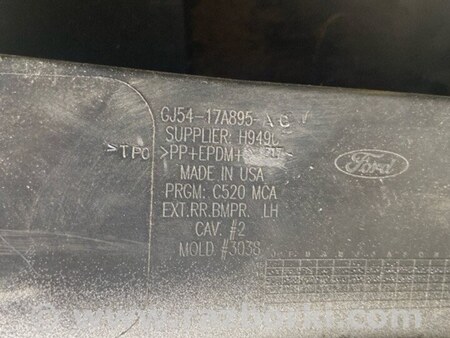 GJ54-17A895-
SUPPLIER: H949
>TPO >PP+EPDM+
MADE IN USA
Ford
PRGM: C520 MCA
EXT.RR.BMPR. LH
CAV. #2
MOLD #3038